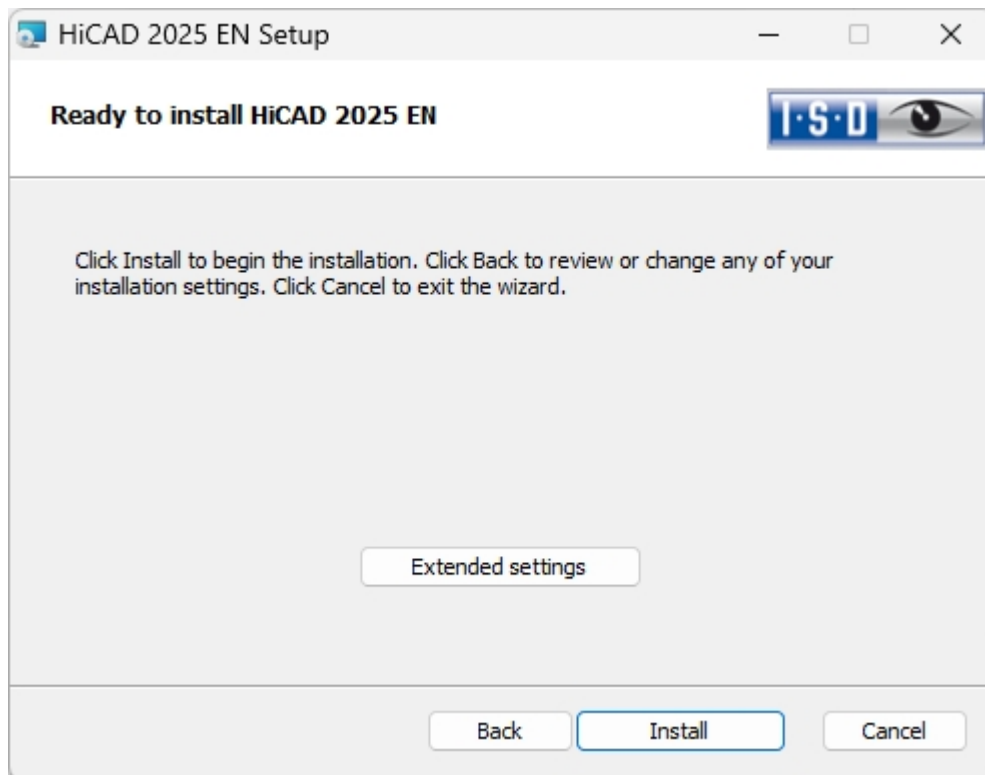 HiCAD 2025 EN Setup
Ready to install HiCAD 2025 EN
I·S·D
Click Install to begin the installation. Click Back to review or change any of your
installation settings. Click Cancel to exit the wizard.
Extended settings
Back Install Cancel